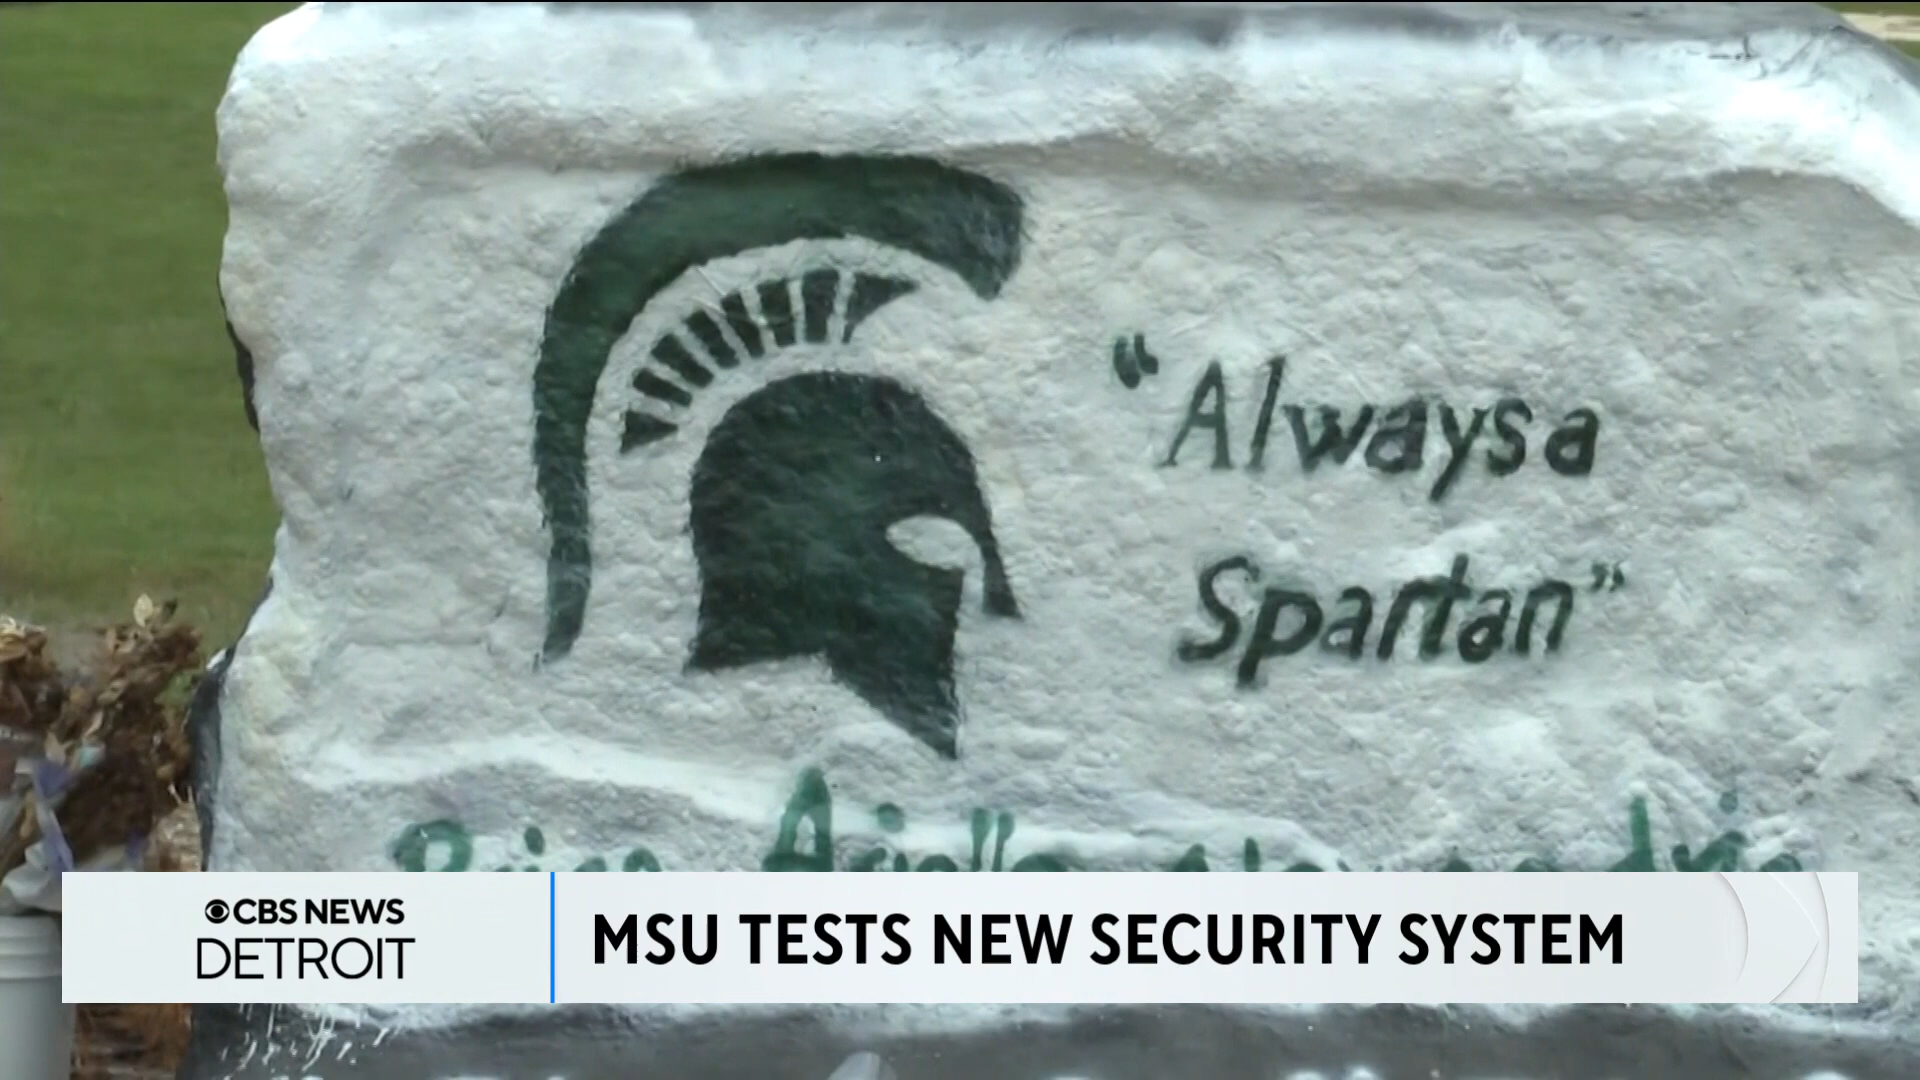 “Always a
Spartan”
CBS NEWS
DETROIT
MSU TESTS NEW SECURITY SYSTEM